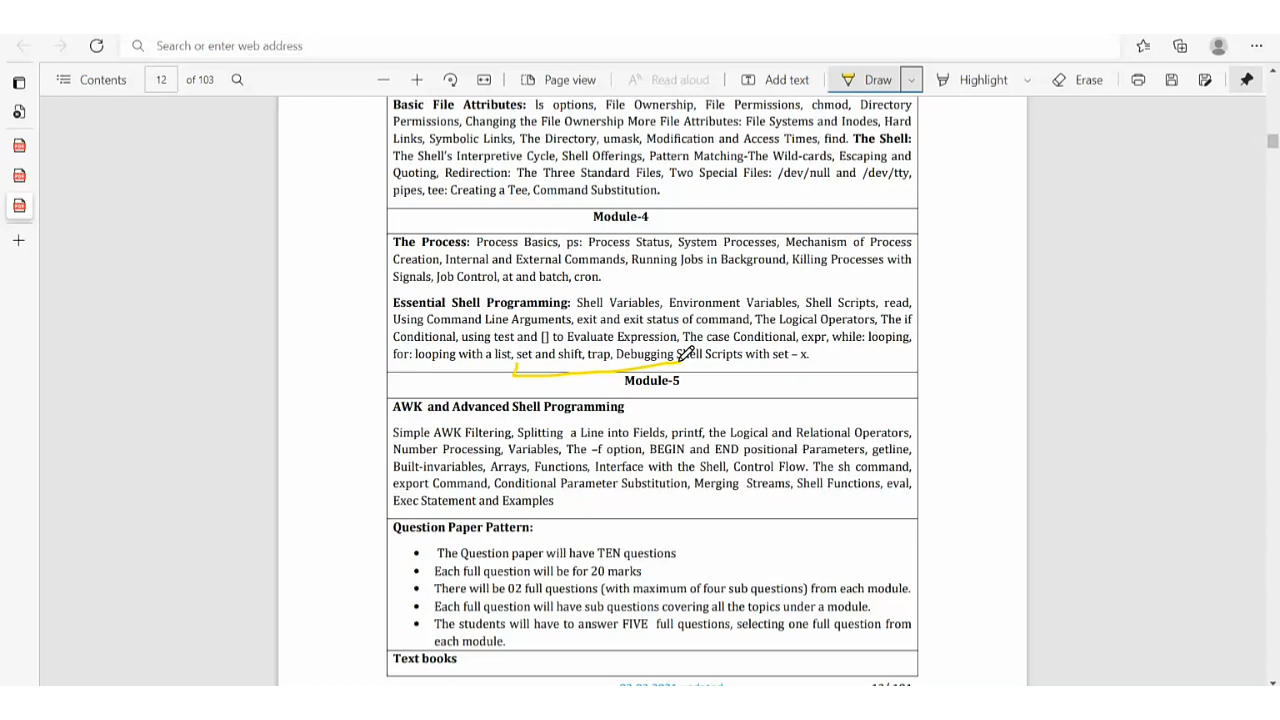 Search or enter web address
Contents
12
of 103
Page view
Read aloud
Add text
Draw
Highlight
Erase
Basic File Attributes: ls options, File Ownership, File Permissions, chmod, Directory
Permissions, Changing the File Ownership More File Attributes: File Systems and Inodes, Hard
Links, Symbolic Links, The Directory, umask, Modification and Access Times, find. The Shell:
The Shell's Interpretive Cycle, Shell Offerings, Pattern Matching-The Wild-cards, Escaping and
Quoting, Redirection: The Three Standard Files, Two Special Files: /dev/null and /dev/tty,
pipes, tee: Creating a Tee, Command Substitution.
Module-4
The Process: Process Basics, ps: Process Status, System Processes, Mechanism of Process
Creation, Internal and External Commands, Running Jobs in Background, Killing Processes with
Signals, Job Control, at and batch, cron.
Essential Shell Programming: Shell Variables, Environment Variables, Shell Scripts, read,
Using Command Line Arguments, exit and exit status of command, The Logical Operators, The if
Conditional, using test and [] to Evaluate Expression, The case Conditional, expr, while: looping,
for: looping with a list, set and shift, trap, Debugging Shell Scripts with set – x.
Module-5
AWK and Advanced Shell Programming
Simple AWK Filtering, Splitting a Line into Fields, printf, the Logical and Relational Operators,
Number Processing, Variables, The –f option, BEGIN and END positional Parameters, getline,
Built-invariables, Arrays, Functions, Interface with the Shell, Control Flow. The sh command,
export Command, Conditional Parameter Substitution, Merging Streams, Shell Functions, eval,
Exec Statement and Examples
Question Paper Pattern:
• The Question paper will have TEN questions
• Each full question will be for 20 marks
• There will be 02 full questions (with maximum of four sub questions) from each module.
• Each full question will have sub questions covering all the topics under a module.
• The students will have to answer FIVE full questions, selecting one full question from
each module.
Text books